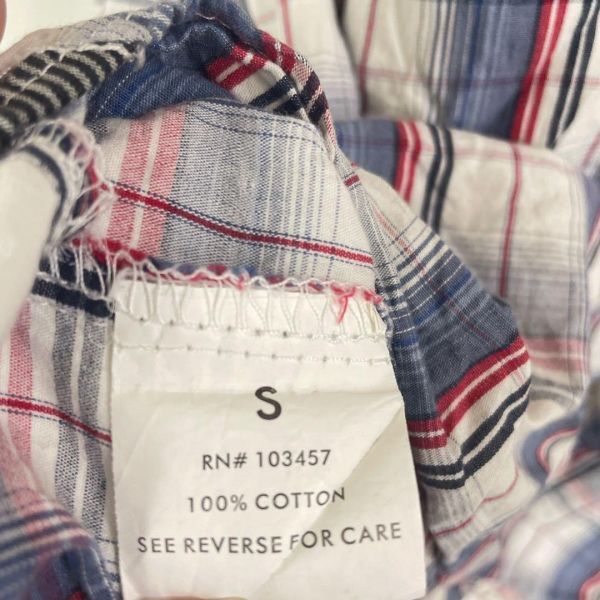 S
RN# 103457
100% COTTON
SEE REVERSE FOR CARE